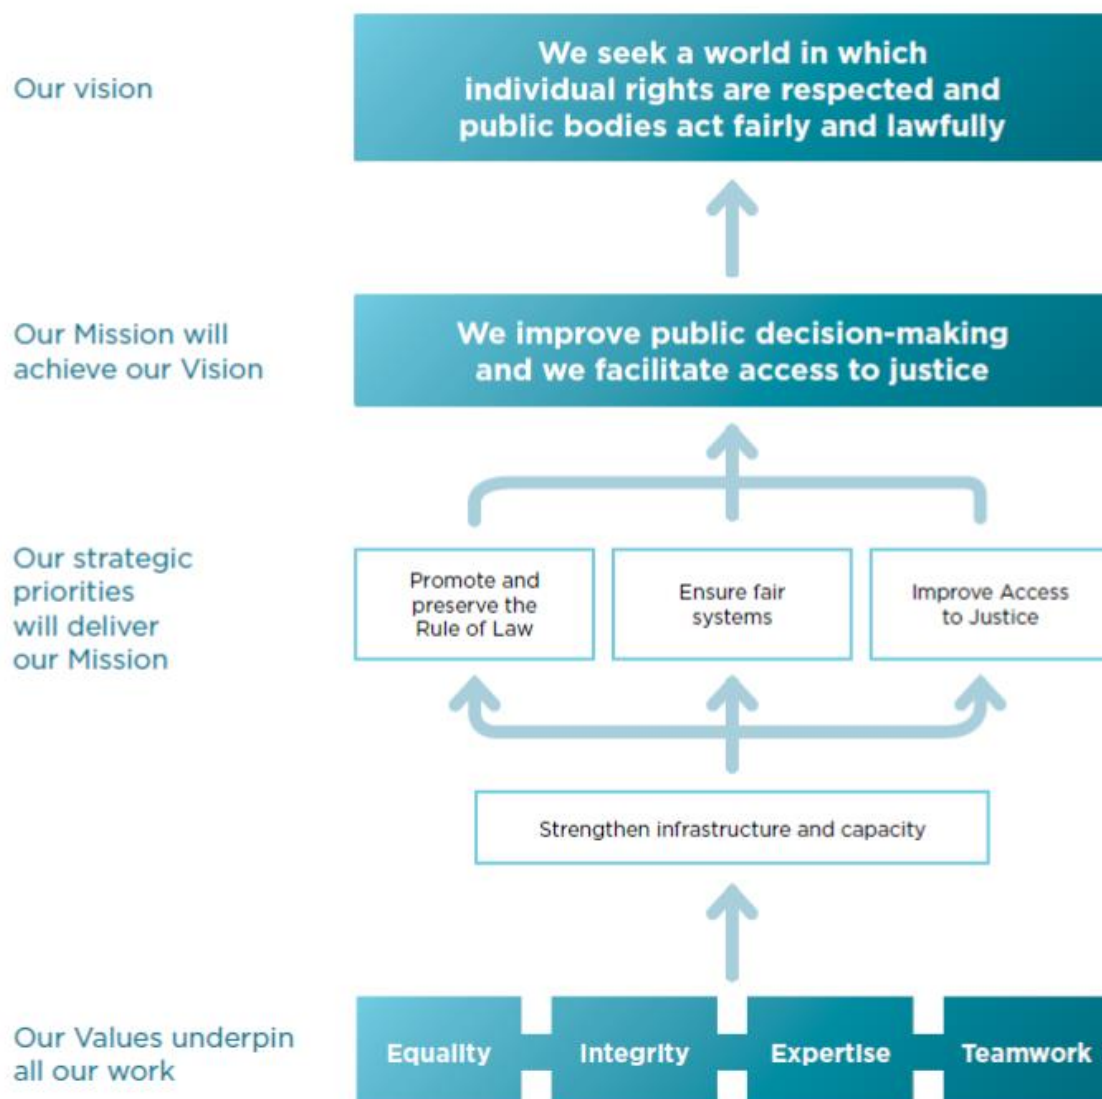 Our vision
We seek a world in which
individual rights are respected and
public bodies act fairly and lawfully
Our Mission will
achieve our Vision
We improve public decision-making
and we facilitate access to justice
Our strategic
priorities
will deliver
our Mission
Promote and
preserve the
Rule of Law
Ensure fair
systems
Improve Access
to Justice
Strengthen infrastructure and capacity
Our Values underpin
all our work
Equality
Integrity
Expertise
Teamwork